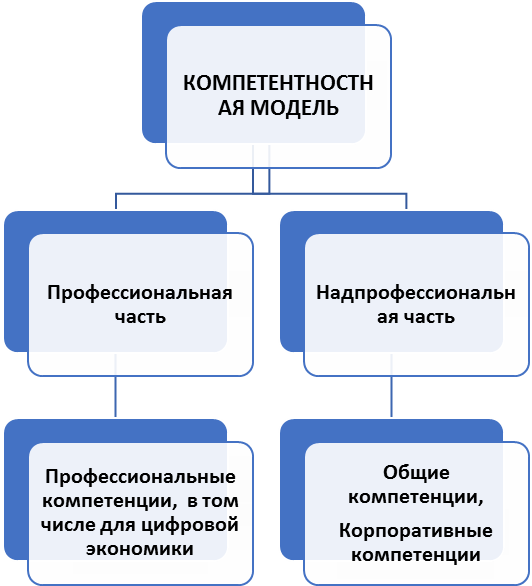 КОМПЕТЕНТНОСТН
АЯ МОДЕЛЬ
Профессиональная
часть
Надпрофессиональн
ая часть
Профессиональные
компетенции, в том
числе для цифровой
экономики
Общие
компетенции,
Корпоративные
компетенции